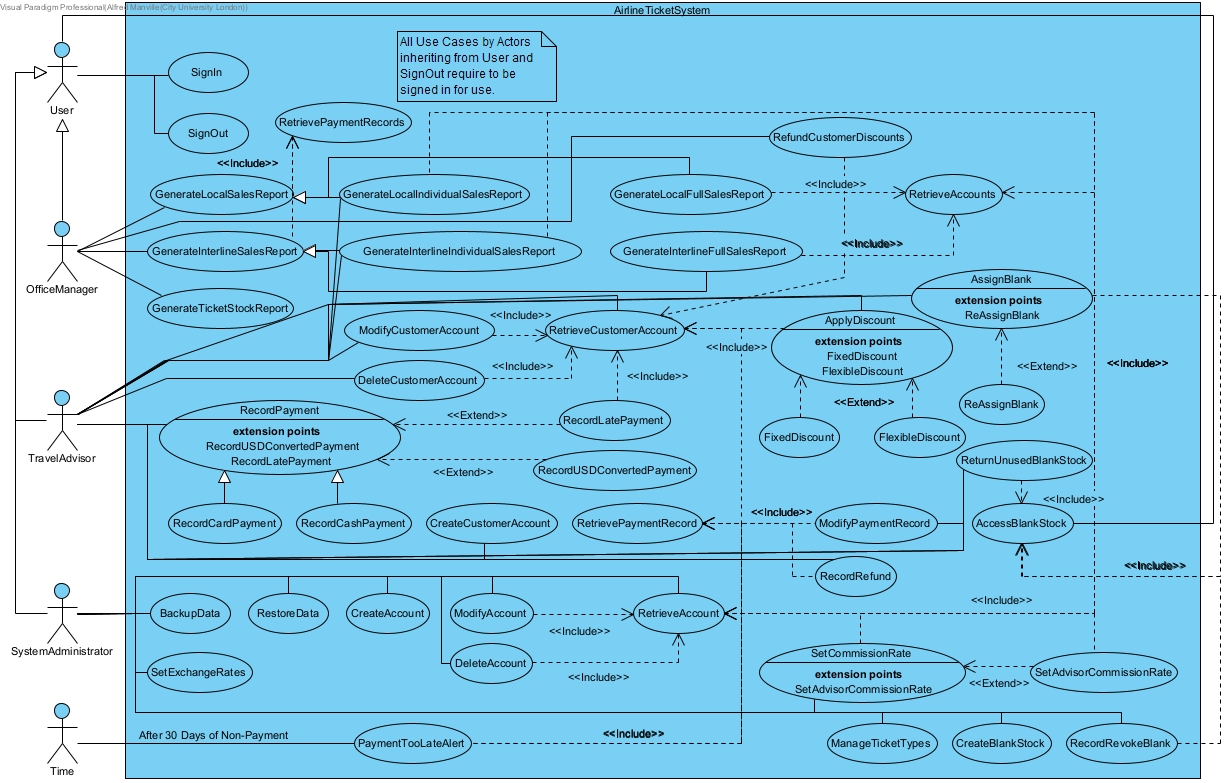 Visual Paradigm Professional(Alfred Manville(City University London))
AirlineTicketSystem
All Use Cases by Actors
inheriting from User and
SignOut require to be
signed in for use.
User
SignIn
SignOut
RetrievePaymentRecords
RefundCustomerDiscounts
<<Include>>
GenerateLocalSalesReport
GenerateLocalIndividualSalesReport
GenerateLocalFullSalesReport
<<Include>>
RetrieveAccounts
OfficeManager
GenerateInterlineSalesReport
GenerateInterlineIndividualSalesReport
GenerateInterlineFullSalesReport
<<Include>>
GenerateTicketStockReport
AssignBlank
extension points
ReAssignBlank
<<Include>>
ModifyCustomerAccount
RetrieveCustomerAccount
<<Include>>
ApplyDiscount
extension points
FixedDiscount
FlexibleDiscount
<<Extend>>
<<Include>>
<<Include>>
DeleteCustomerAccount
<<Include>>
<<Extend>>
ReAssignBlank
TravelAdvisor
RecordPayment
extension points
RecordUSDConvertedPayment
RecordLatePayment
<<Extend>>
RecordLatePayment
FixedDiscount
FlexibleDiscount
<<Extend>>
RecordUSDConvertedPayment
ReturnUnusedBlankStock
<<Include>>
RecordCardPayment
RecordCashPayment
CreateCustomerAccount
RetrievePaymentRecord
<<Include>>
ModifyPaymentRecord
AccessBlankStock
<<Include>>
RecordRefund
SystemAdministrator
BackupData
RestoreData
CreateAccount
ModifyAccount
RetrieveAccount
<<Include>>
<<Include>>
DeleteAccount
<<Include>>
SetExchangeRates
SetCommissionRate
extension points
SetAdvisorCommissionRate
<<Extend>>
SetAdvisorCommissionRate
Time
After 30 Days of Non-Payment
PaymentTooLateAlert
<<Include>>
ManageTicketTypes
CreateBlankStock
RecordRevokeBlank